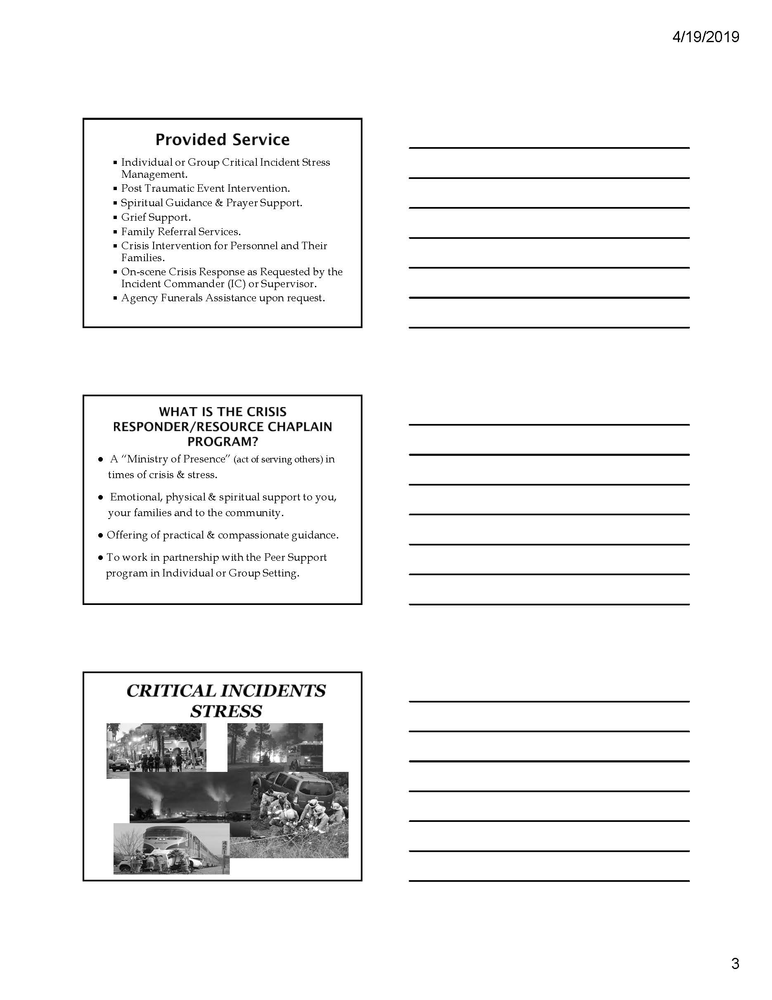 4/19/2019
Provided Service
▪ Individual or Group Critical Incident Stress
Management.
▪ Post Traumatic Event Intervention.
▪ Spiritual Guidance & Prayer Support.
▪ Grief Support.
▪ Family Referral Services.
▪ Crisis Intervention for Personnel and Their
Families.
▪ On-scene Crisis Response as Requested by the
Incident Commander (IC) or Supervisor.
▪ Agency Funerals Assistance upon request.
WHAT IS THE CRISIS
RESPONDER/RESOURCE CHAPLAIN
PROGRAM?
● A “Ministry of Presence” (act of serving others) in
times of crisis & stress.
● Emotional, physical & spiritual support to you,
your families and to the community.
● Offering of practical & compassionate guidance.
● To work in partnership with the Peer Support
program in Individual or Group Setting.
CRITICAL INCIDENTS
STRESS
Amtrak
4
2
1
3